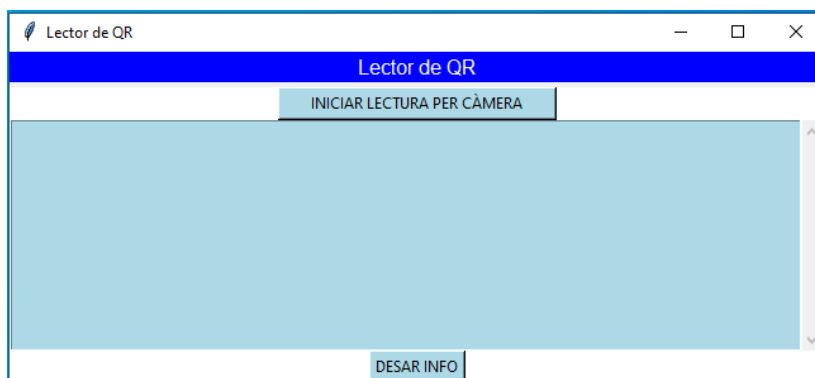 Lector de QR
Lector de QR
INICIAR LECTURA PER CÀMERA
DESAR INFO